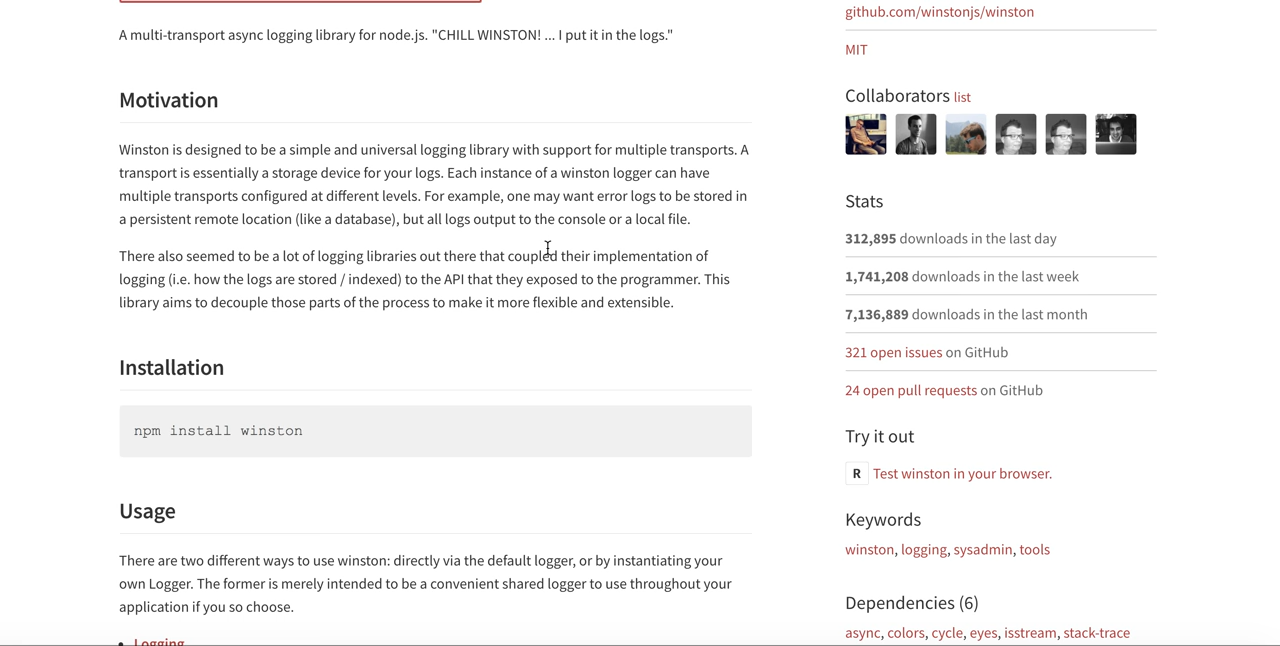 A multi-transport async logging library for node.js. "CHILL WINSTON! ... I put it in the logs."
Motivation
Winston is designed to be a simple and universal logging library with support for multiple transports. A
transport is essentially a storage device for your logs. Each instance of a winston logger can have
multiple transports configured at different levels. For example, one may want error logs to be stored in
a persistent remote location (like a database), but all logs output to the console or a local file.
There also seemed to be a lot of logging libraries out there that coupled their implementation of
logging (i.e. how the logs are stored / indexed) to the API that they exposed to the programmer. This
library aims to decouple those parts of the process to make it more flexible and extensible.
Installation
npm install winston
Usage
There are two different ways to use winston: directly via the default logger, or by instantiating your
own Logger. The former is merely intended to be a convenient shared logger to use throughout your
application if you so choose.
• Logging
github.com/winstonjs/winston
MIT
Collaborators list
Stats
312,895 downloads in the last day
1,741,208 downloads in the last week
7,136,889 downloads in the last month
321 open issues on GitHub
24 open pull requests on GitHub
Try it out
R Test winston in your browser.
Keywords
winston, logging, sysadmin, tools
Dependencies (6)
async, colors, cycle, eyes, isstream, stack-trace